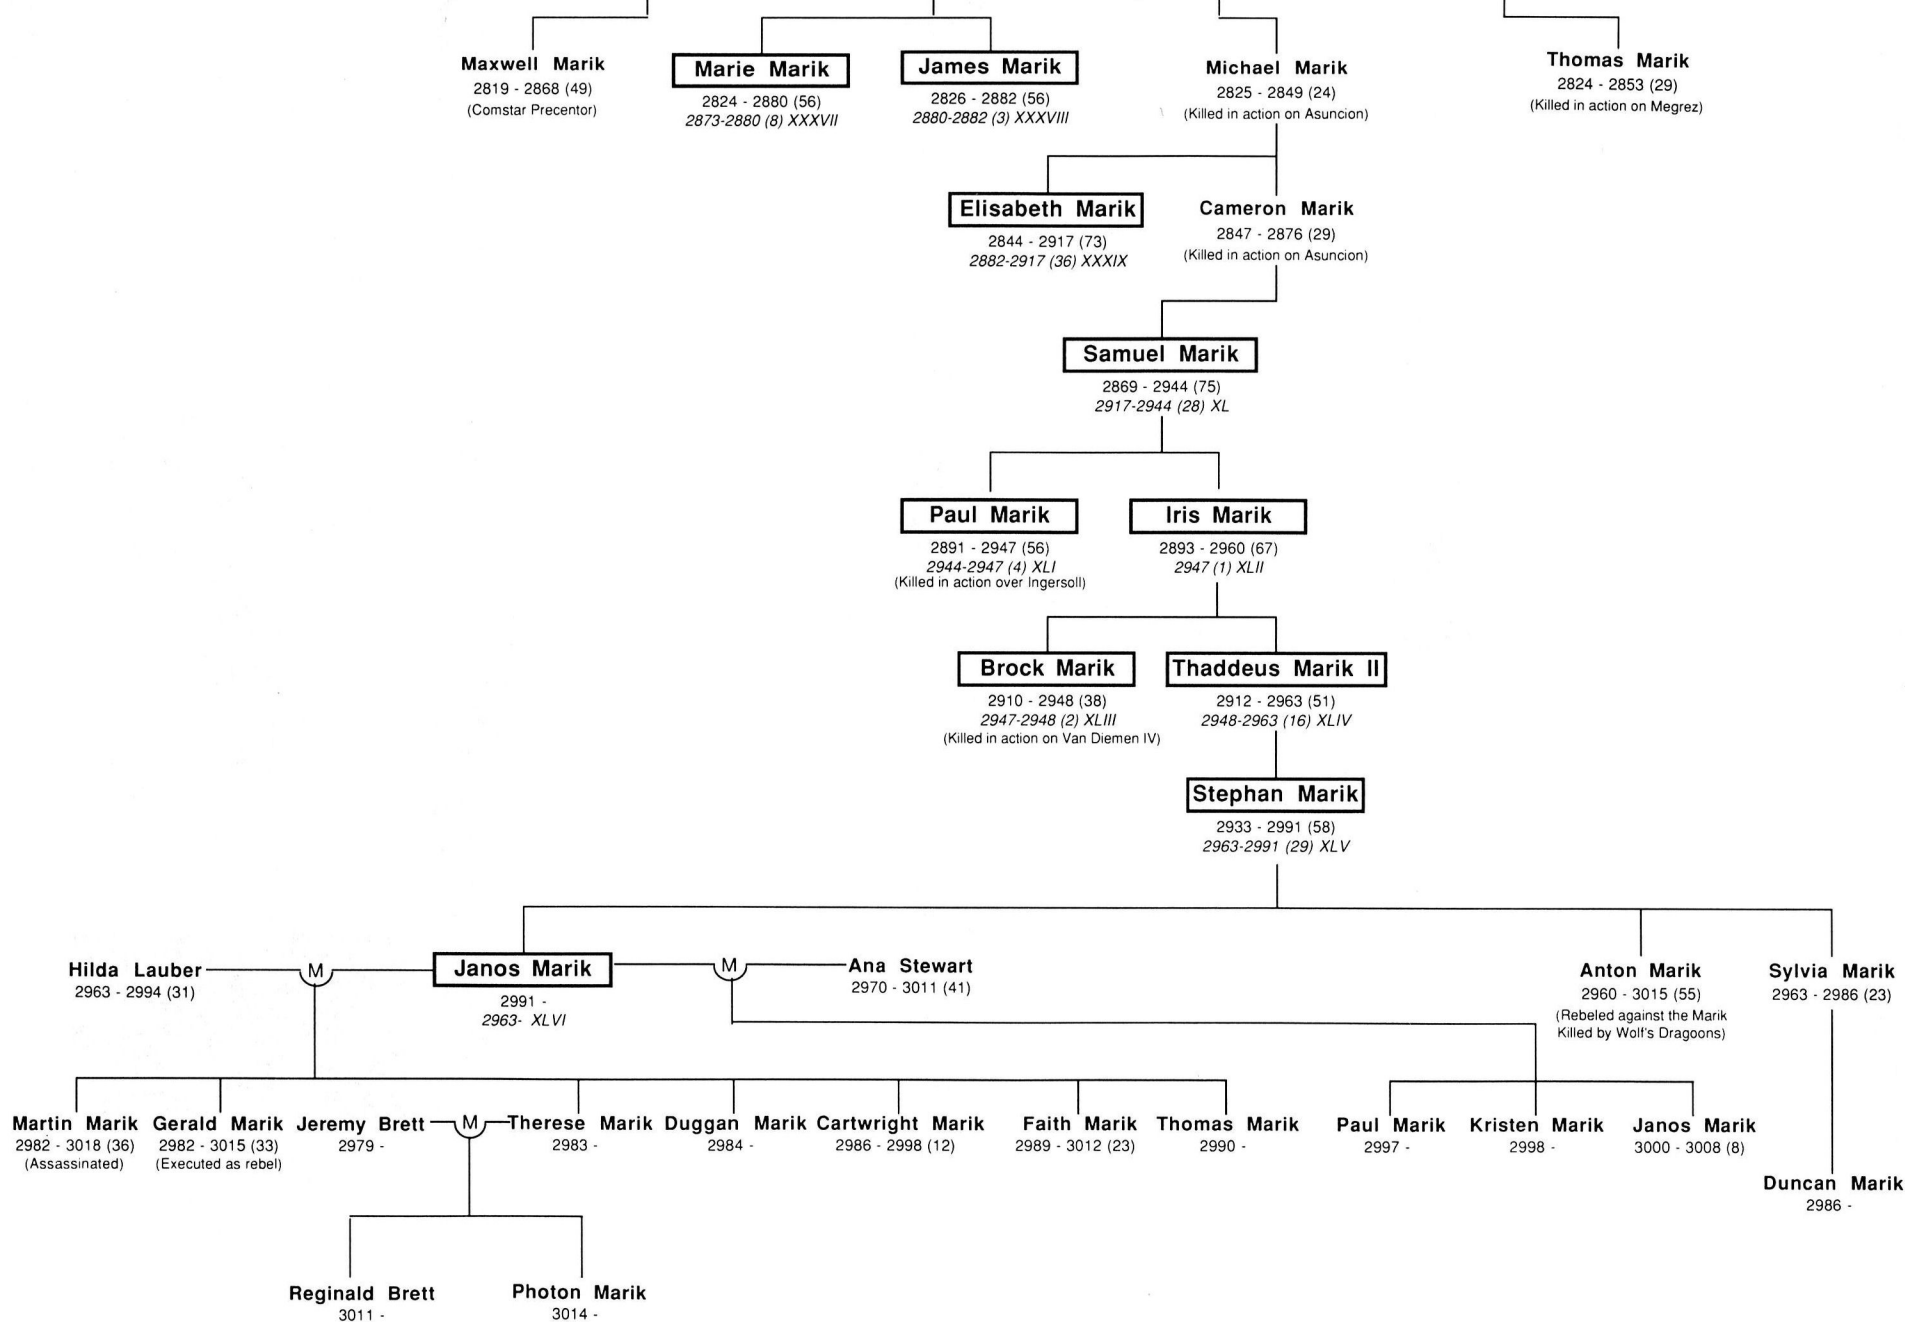 Maxwell Marik
2819 - 2868 (49)
(Comstar Precentor)
Marie Marik
2824 - 2880 (56)
2873-2880 (8) XXXVII
James Marik
2826 - 2882 (56)
2880-2882 (3) XXXVIII
Michael Marik
2825 - 2849 (24)
(Killed in action on Asuncion)
Thomas Marik
2824 - 2853 (29)
(Killed in action on Megrez)
Elisabeth Marik
2844 - 2917 (73)
2882-2917 (36) XXXIX
Cameron Marik
2847 - 2876 (29)
(Killed in action on Asuncion)
Samuel Marik
2869 - 2944 (75)
2917-2944 (28) XL
Paul Marik
2891 - 2947 (56)
2944-2947 (4) XLI
(Killed in action over Ingersoll)
Iris Marik
2893 - 2960 (67)
2947 (1) XLII
Brock Marik
2910 - 2948 (38)
2947-2948 (2) XLIII
(Killed in action on Van Diemen IV)
Thaddeus Marik II
2912 - 2963 (51)
2948-2963 (16) XLIV
Stephan Marik
2933 - 2991 (58)
2963-2991 (29) XLV
Hilda Lauber
2963 - 2994 (31)
M
Janos Marik
2991 -
2963- XLVI
M
Ana Stewart
2970 - 3011 (41)
Anton Marik
2960 - 3015 (55)
(Rebeled against the Marik
Killed by Wolf's Dragoons)
Sylvia Marik
2963 - 2986 (23)
Martin Marik
2982 - 3018 (36)
(Assassinated)
Gerald Marik
2982 - 3015 (33)
(Executed as rebel)
Jeremy Brett
2979 -
M
Therese Marik
2983 -
Duggan Marik
2984 -
Cartwright Marik
2986 - 2998 (12)
Faith Marik
2989 - 3012 (23)
Thomas Marik
2990 -
Paul Marik
2997 -
Kristen Marik
2998 -
Janos Marik
3000 - 3008 (8)
Duncan Marik
2986 -
Reginald Brett
3011 -
Photon Marik
3014 -